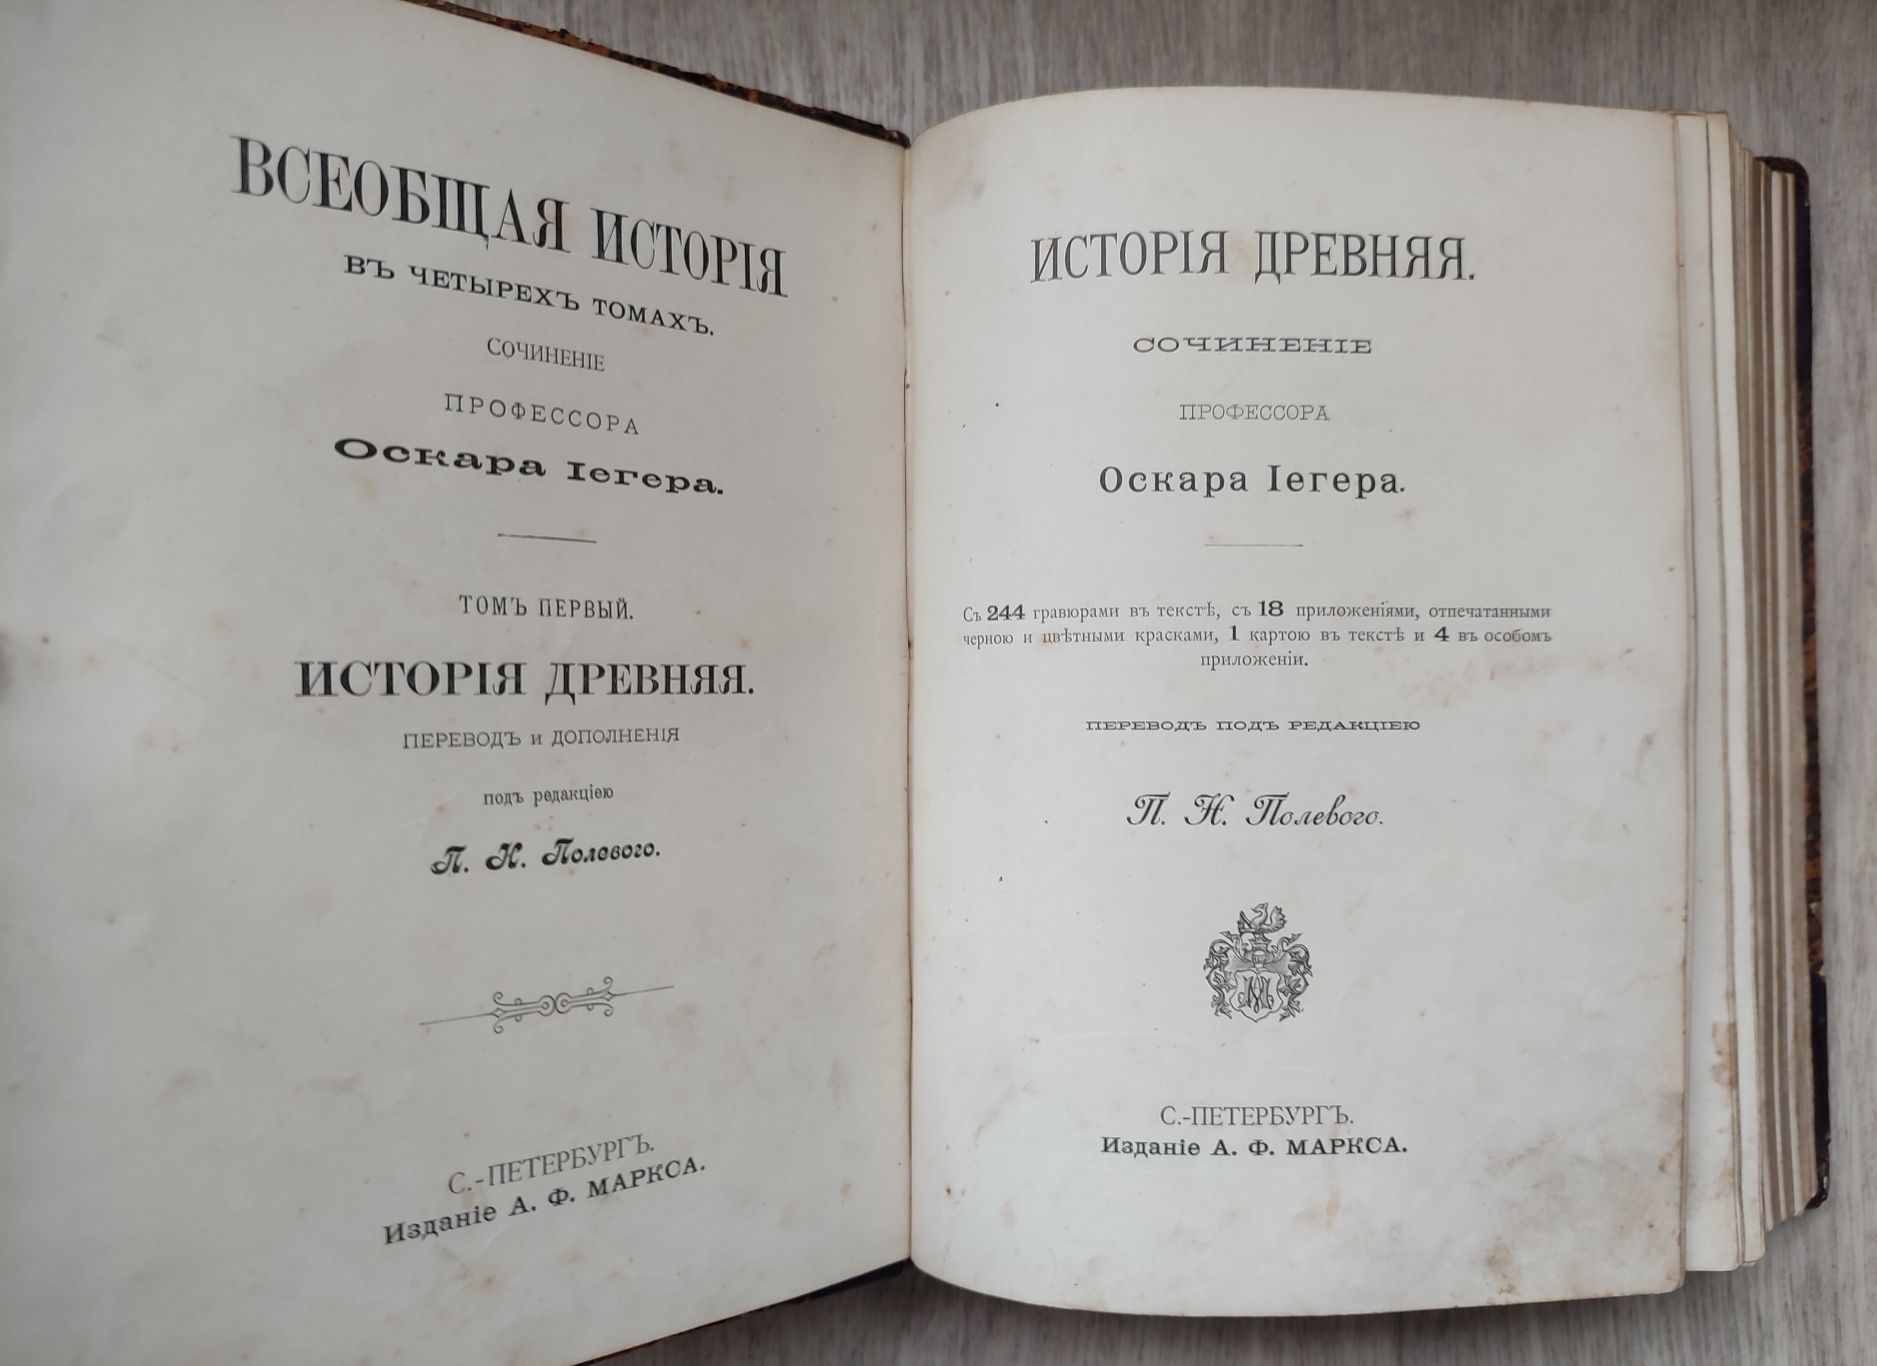 ВСЕОБЩАЯ ИСТОРІЯ
ВЪ ЧЕТЫРЕХЪ ТОМАХЪ.
СОЧИНЕНІЕ
ПРОФЕССОРА
Оскара Іегера.
ТОМЪ ПЕРВЫЙ.
ИСТОРІЯ ДРЕВНЯЯ.
ПЕРЕВОДЪ и ДОПОЛНЕНІЯ
подъ редакціею
П. Н. Полевого.
С.-ПЕТЕРБУРГЪ.
Изданіе А. Ф. МАРКСА.
ИСТОРІЯ ДРЕВНЯЯ.
СОЧИНЕНІЕ
ПРОФЕССОРА
Оскара Іегера.
Съ 244 гравюрами въ текстѣ, съ 18 приложеніями, отпечатанными
черною и цвѣтными красками, 1 картою въ текстѣ и 4 въ особомъ
приложеніи.
ПЕРЕВОДЪ ПОДЪ РЕДАКЦІЕЮ
П. Н. Полевого.
С.-ПЕТЕРБУРГЪ.
Изданіе А. Ф. МАРКСА.